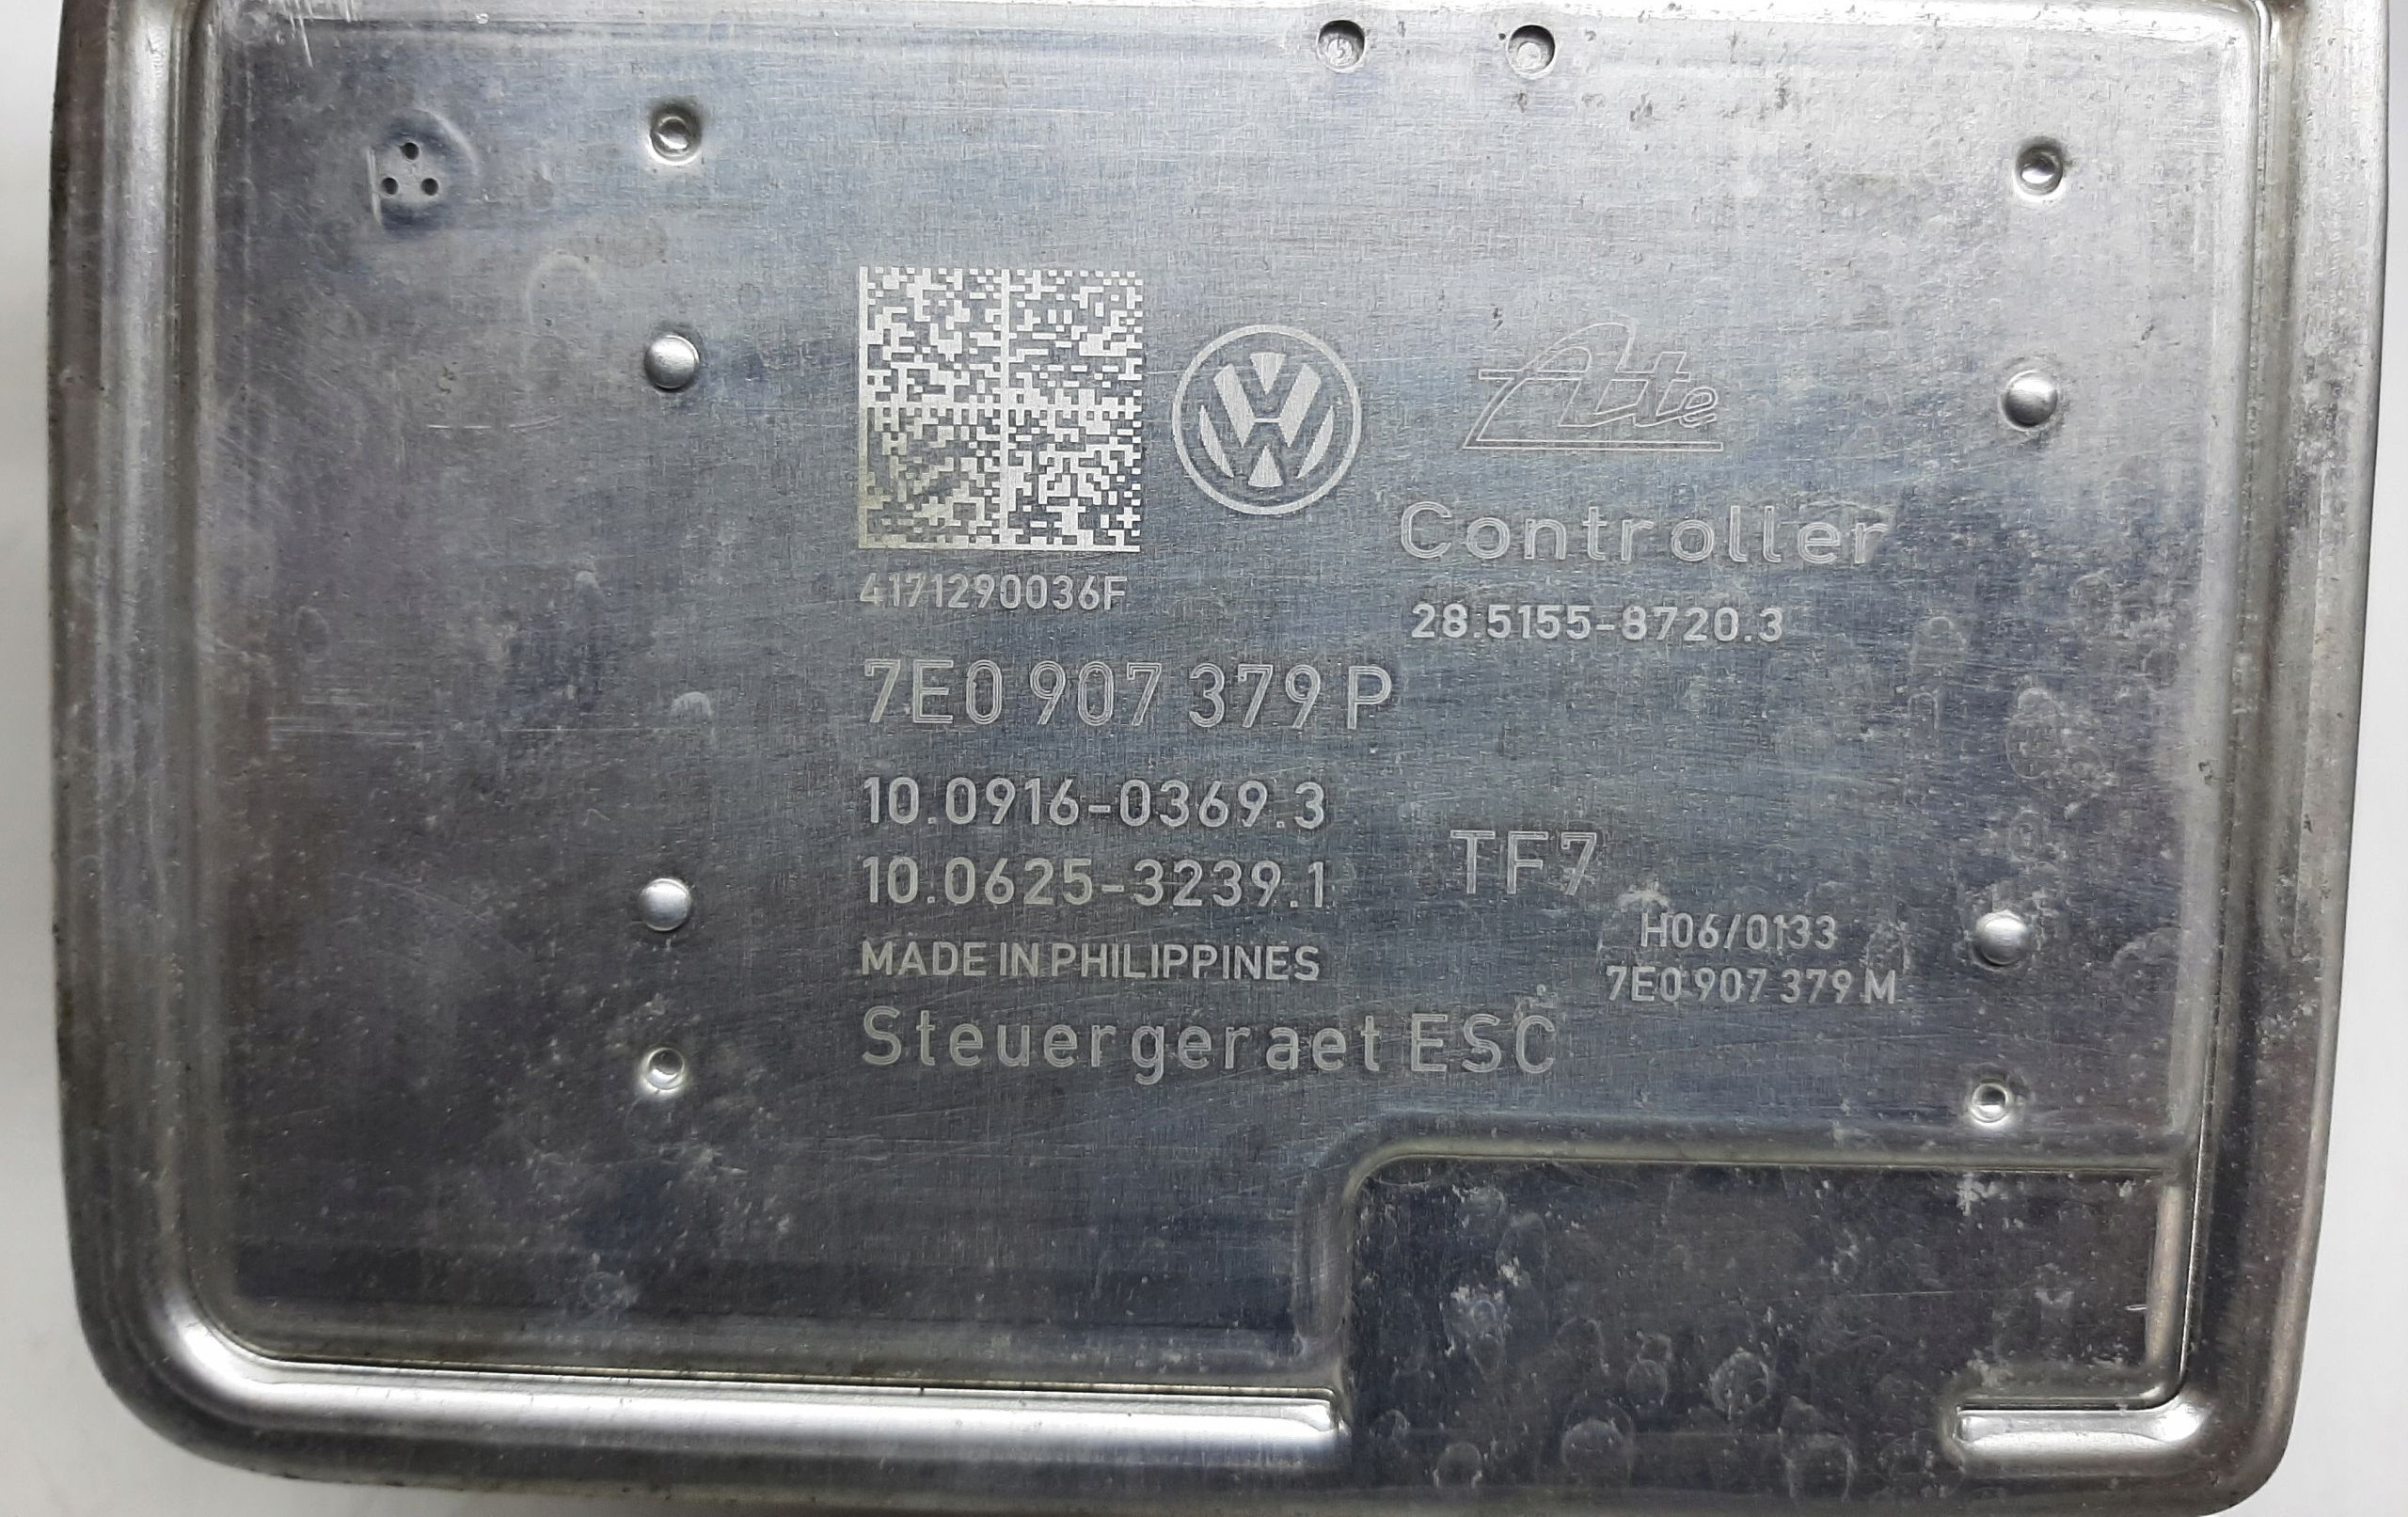 Ate
Controller
4171290036F
28.5155-8720.3
7E0 907 379 P
10.0916-0369.3
10.0625-3239.1
TF7
H06/0133
MADE IN PHILIPPINES
7E0 907 379 M
Steuergeraet ESC